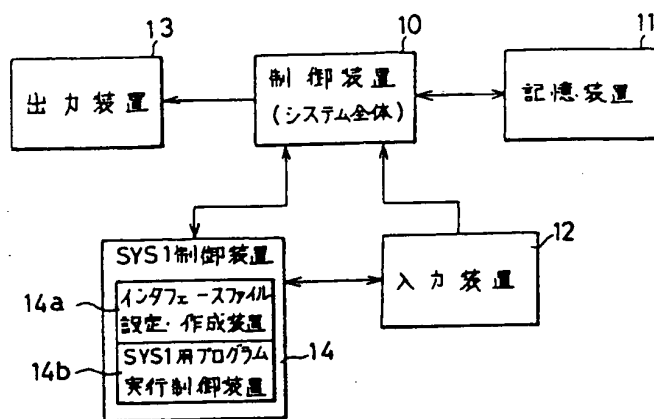 13
出力装置
10
制御装置
(システム全体)
11
記憶装置
SYS1制御装置
14a
インタフェースファイル
設定・作成装置
14b
SYS1用プログラム
実行制御装置
14
12
入力装置